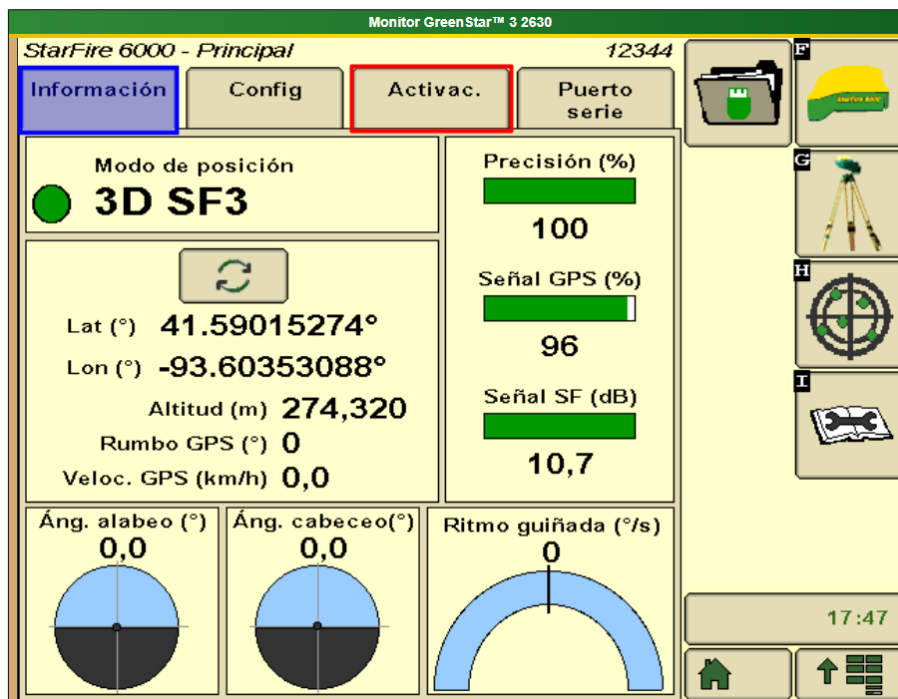 Monitor GreenStar™ 3 2630
StarFire 6000 - Principal
12344
Información
Config
Activac.
Puerto
serie
Modo de posición
3D SF3
Lat (°) 41.59015274°
Lon (°) -93.60353088°
Altitud (m) 274,320
Rumbo GPS (°) 0
Veloc. GPS (km/h) 0,0
Precisión (%)
100
Señal GPS (%)
96
Señal SF (dB)
10,7
Áng. alabeo (°)
0,0
Áng. cabeceo(°)
0,0
Ritmo guiñada (°/s)
0
F
G
H
I
17:47